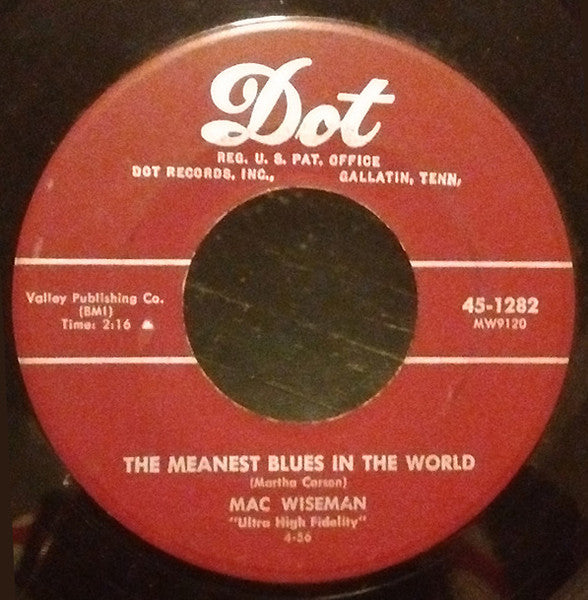 Dot
REG. U. S. PAT. OFFICE
DOT RECORDS, INC., GALLATIN, TENN,
Valley Publishing Co.
(BMI)
Time: 2:16
45-1282
MW9120
THE MEANEST BLUES IN THE WORLD
(Martha Carson)
MAC WISEMAN
"Ultra High Fidelity"
4-56